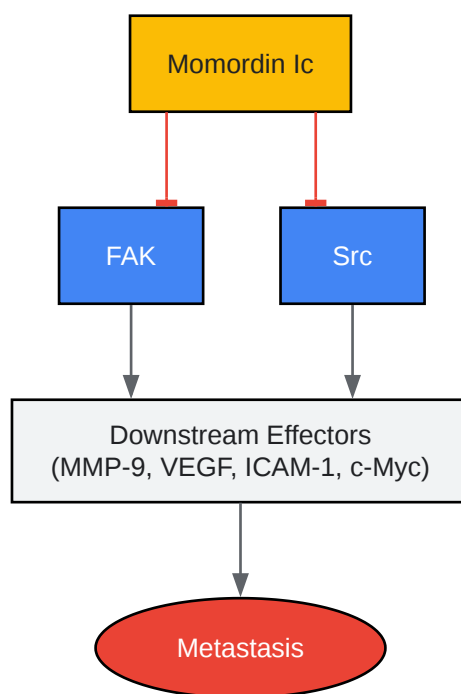 Momordin Ic
FAK
Src
Downstream Effectors
(MMP-9, VEGF, ICAM-1, c-Myc)
Metastasis